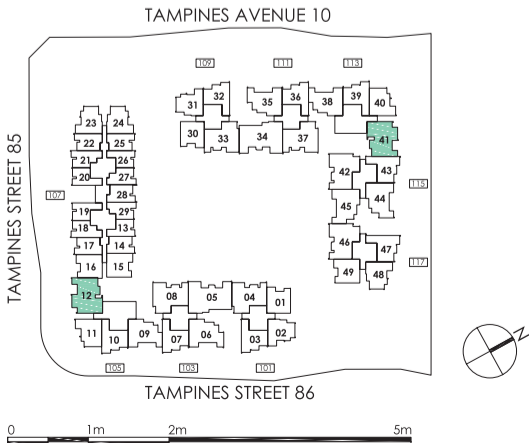 TAMPINES AVENUE 10
109
111
113
31 32 35 36 38 39 40
30 33 34 37 41
23 24
22 25
21 26
20 27
28
19 29
18 13
17 14
16 15
107
TAMPINES STREET 85
42 43
45 44
115
46 47
49 48
117
12
08 05 04 01
11 10 09 07 06 03 02
105
103
101
TAMPINES STREET 86
N
0 1m 2m 5m